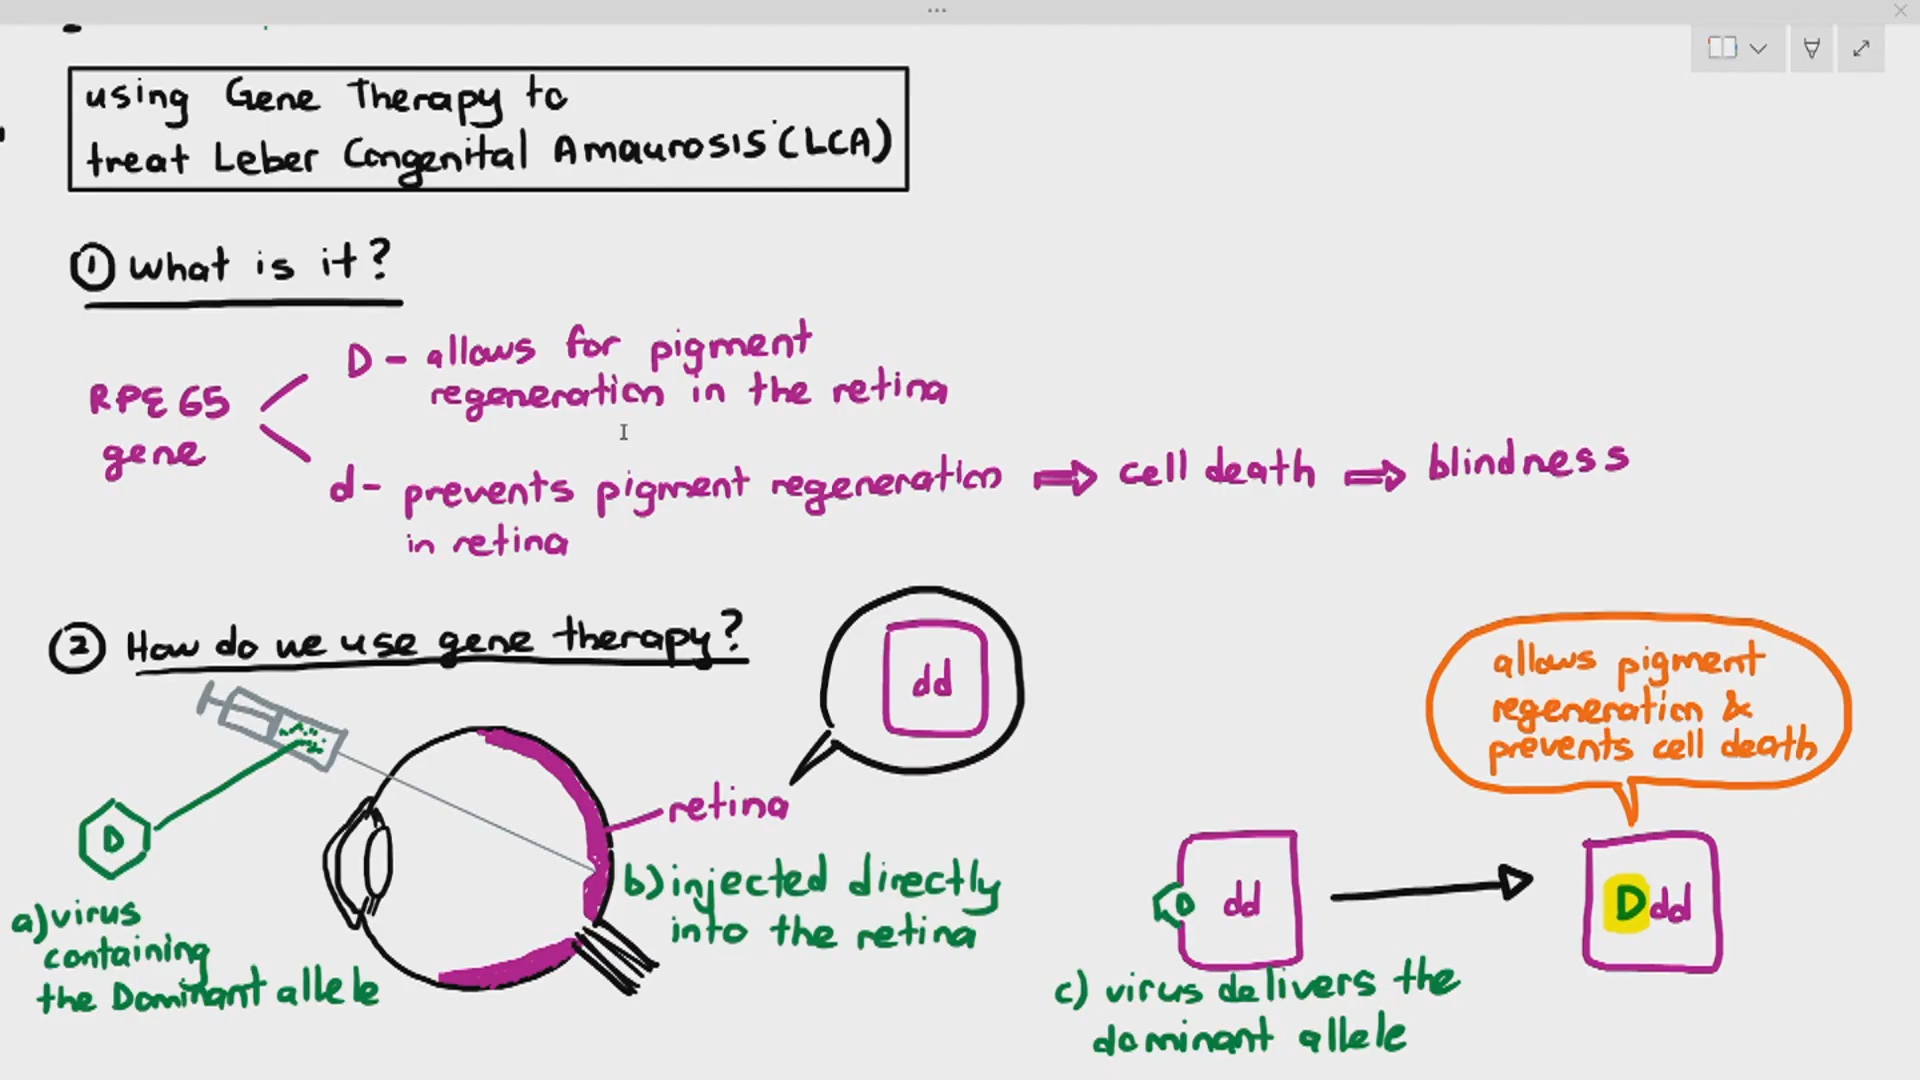 using Gene Therapy to
treat Leber Congenital Amaurosis (LCA)
① what is it?
RPE65
gene
D - allows for pigment
regeneration in the retina
d - prevents pigment regeneration ⇒ cell death ⇒ blindness
in retina
② How do we use gene therapy?
dd
retina
D
a) virus
containing
the Dominant allele
b) injected directly
into the retina
D dd
c) virus delivers the
dominant allele
allows pigment
regeneration &
prevents cell death
Ddd